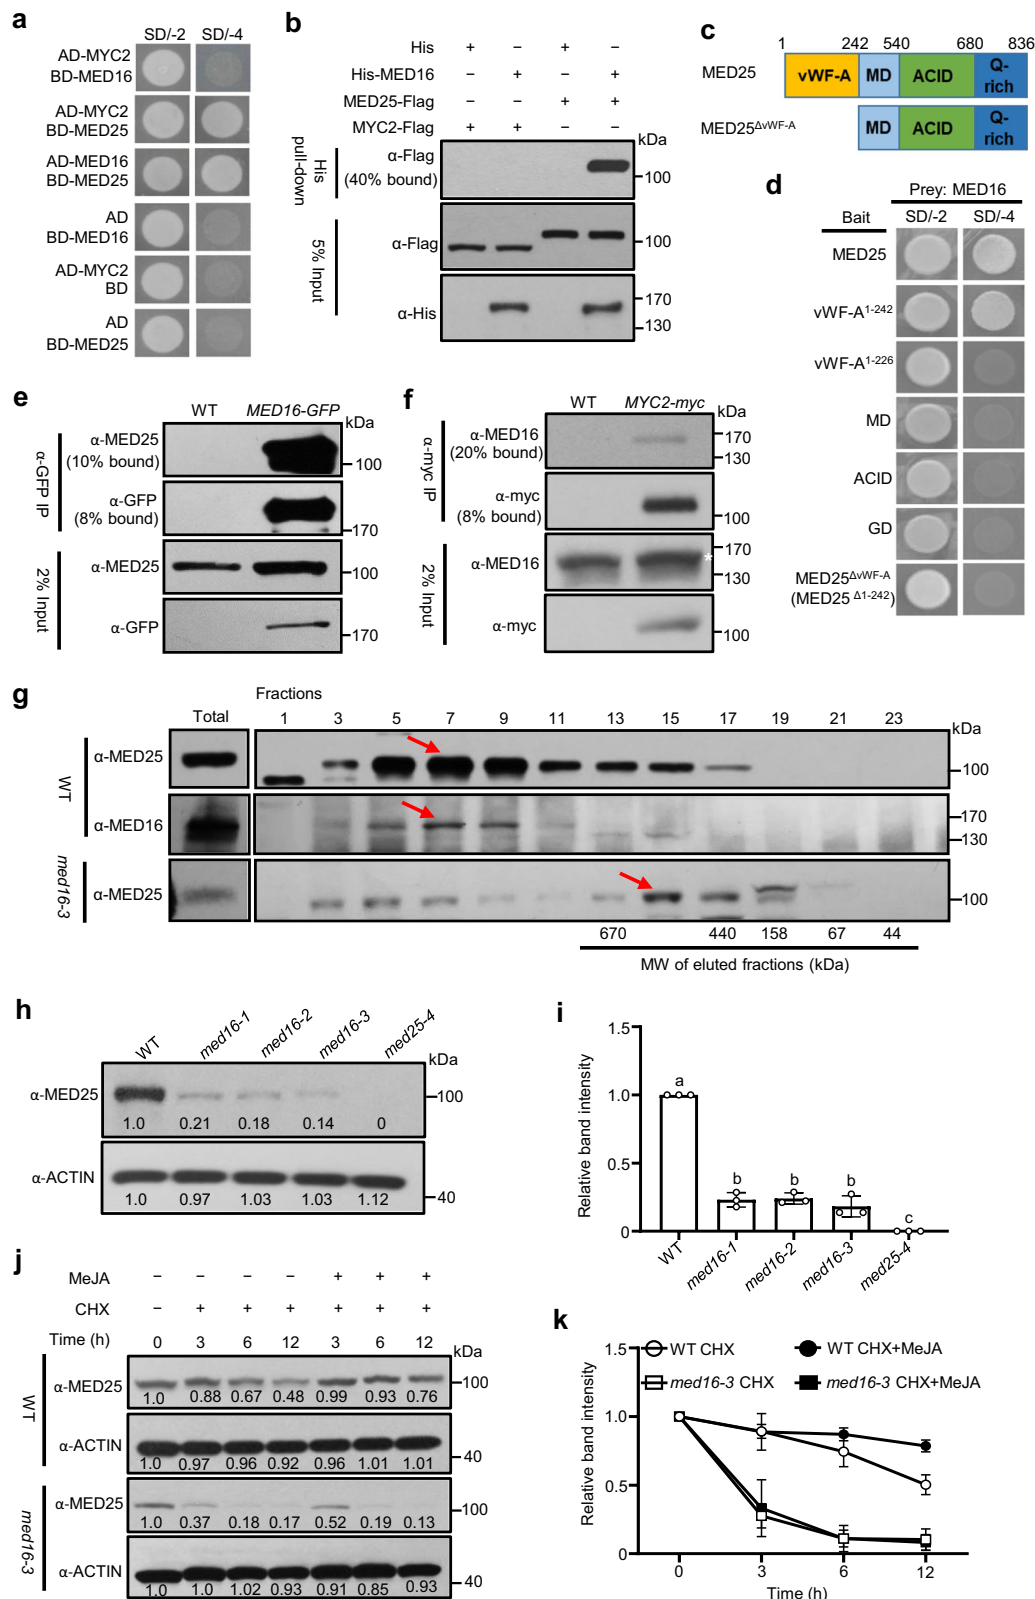 a
SD/-2 SD/-4
AD-MYC2
BD-MED16
AD-MYC2
BD-MED25
AD-MED16
BD-MED25
AD
BD-MED16
AD-MYC2
BD
AD
BD-MED25
b
His + − + −
His-MED16 − + − +
MED25-Flag − − + +
MYC2-Flag + + − −
kDa
His
pull-down
α-Flag
(40% bound)
100
5% Input
α-Flag
100
α-His
170
130
c
1 242 540 680 836
MED25
vWF-A MD ACID Q-
rich
MED25ΔvWF-A
MD ACID Q-
rich
d
Prey: MED16
Bait SD/-2 SD/-4
MED25
vWF-A1-242
vWF-A1-226
MD
ACID
GD
MED25ΔvWF-A
(MED25 Δ1-242)
e
WT MED16-GFP
kDa
α-GFP IP
α-MED25
(10% bound)
100
α-GFP
(8% bound)
170
2% Input
α-MED25
100
α-GFP
170
f
WT MYC2-myc
kDa
α-myc IP
α-MED16
(20% bound)
170
130
α-myc
(8% bound)
100
2% Input
α-MED16
170
*
130
α-myc
100
g
Fractions
Total 1 3 5 7 9 11 13 15 17 19 21 23
kDa
WT
α-MED25
100
α-MED16
170
130
med16-3
α-MED25
100
670 440 158 67 44
MW of eluted fractions (kDa)
h
WT med16-1 med16-2 med16-3 med25-4
kDa
α-MED25
100
1.0 0.21 0.18 0.14 0
α-ACTIN
1.0 0.97 1.03 1.03 1.12
40
i
Relative band intensity
1.5
1.0
0.5
0
a b b b c
WT med16-1 med16-2 med16-3 med25-4
j
MeJA − − − − + + +
CHX − + + + + + +
Time (h) 0 3 6 12 3 6 12
kDa
WT
α-MED25
100
1.0 0.88 0.67 0.48 0.99 0.93 0.76
α-ACTIN
40
1.0 0.97 0.96 0.92 0.96 1.01 1.01
med16-3
α-MED25
100
1.0 0.37 0.18 0.17 0.52 0.19 0.13
α-ACTIN
40
1.0 1.0 1.02 0.93 0.91 0.85 0.93
k
WT CHX WT CHX+MeJA
med16-3 CHX med16-3 CHX+MeJA
Relative band intensity
1.5
1.0
0.5
0
0 3 6 12
Time (h)